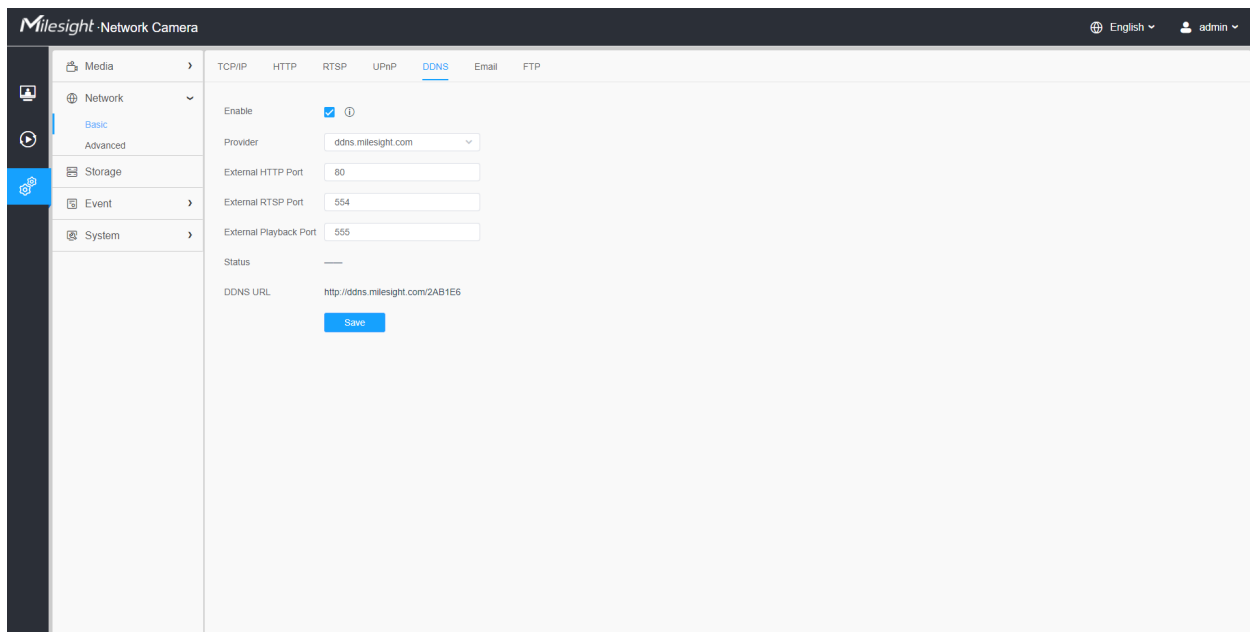 Milesight ·Network Camera
English
admin
Media
Network
Basic
Advanced
Storage
Event
System
TCP/IP HTTP RTSP UPnP DDNS Email FTP
Enable
Provider ddns.milesight.com
External HTTP Port 80
External RTSP Port 554
External Playback Port 555
Status —
DDNS URL http://ddns.milesight.com/2AB1E6
Save